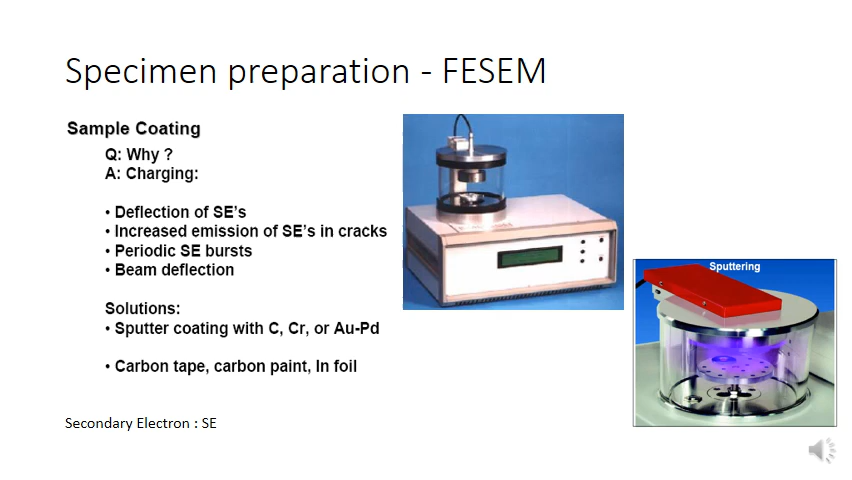 Specimen preparation - FESEM
Sample Coating
Q: Why ?
A: Charging:
• Deflection of SE's
• Increased emission of SE's in cracks
• Periodic SE bursts
• Beam deflection
Solutions:
• Sputter coating with C, Cr, or Au-Pd
• Carbon tape, carbon paint, In foil
Sputtering
Secondary Electron : SE